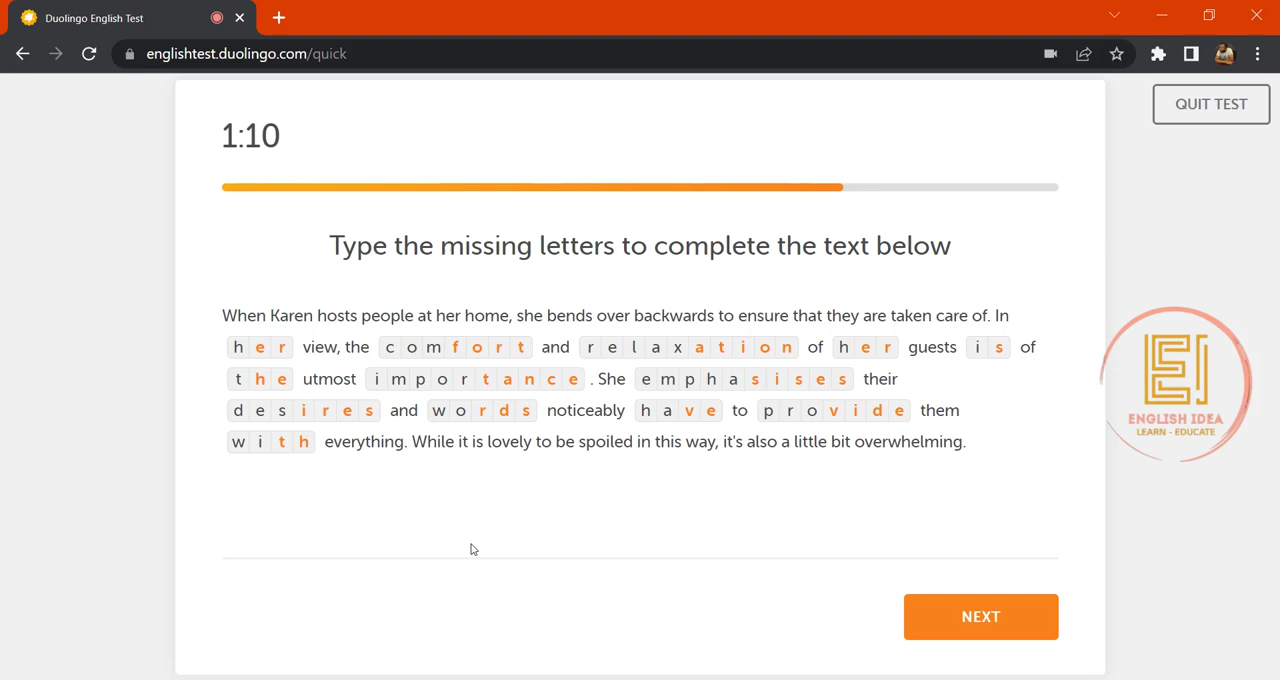 Duolingo English Test
englishtest.duolingo.com/quick
QUIT TEST
1:10
Type the missing letters to complete the text below
When Karen hosts people at her home, she bends over backwards to ensure that they are taken care of. In
her view, the comfort and relaxation of her guests is of
the utmost importance. She emphasises their
desires and words noticeably have to provide them
with everything. While it is lovely to be spoiled in this way, it's also a little bit overwhelming.
NEXT
EI
ENGLISH IDEA
LEARN - EDUCATE